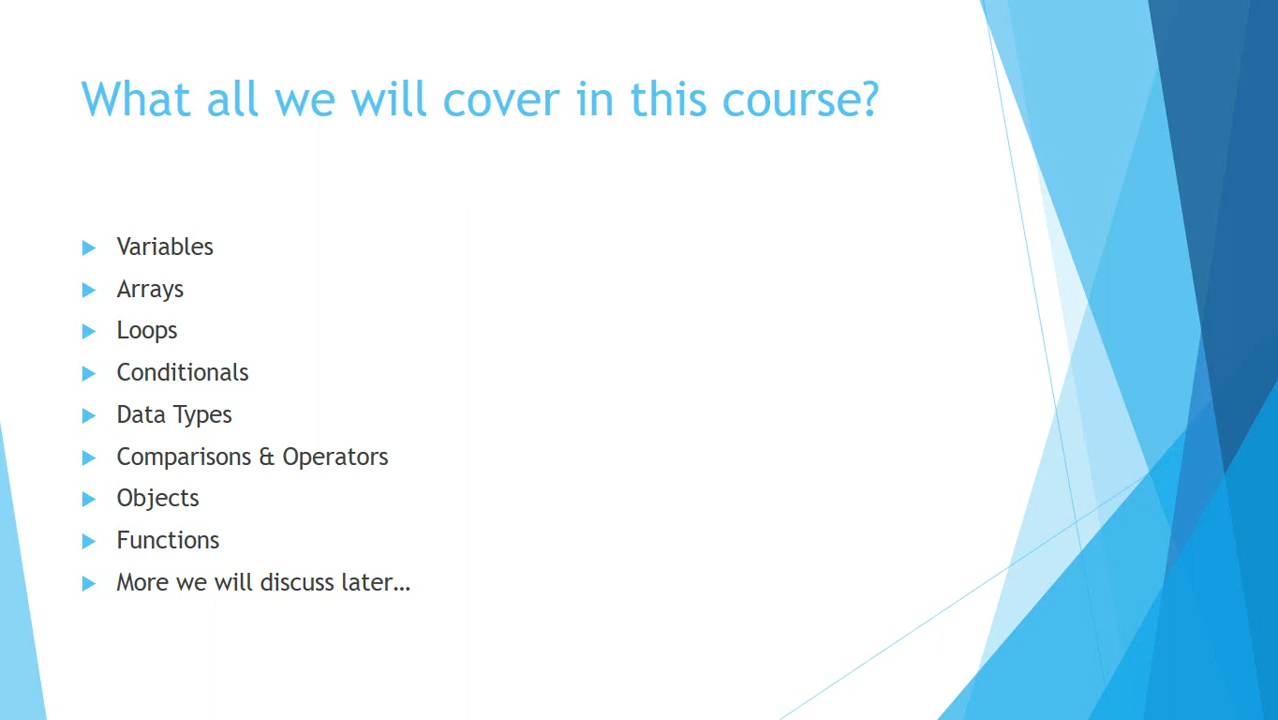 What all we will cover in this course?
Variables
Arrays
Loops
Conditionals
Data Types
Comparisons & Operators
Objects
Functions
More we will discuss later...